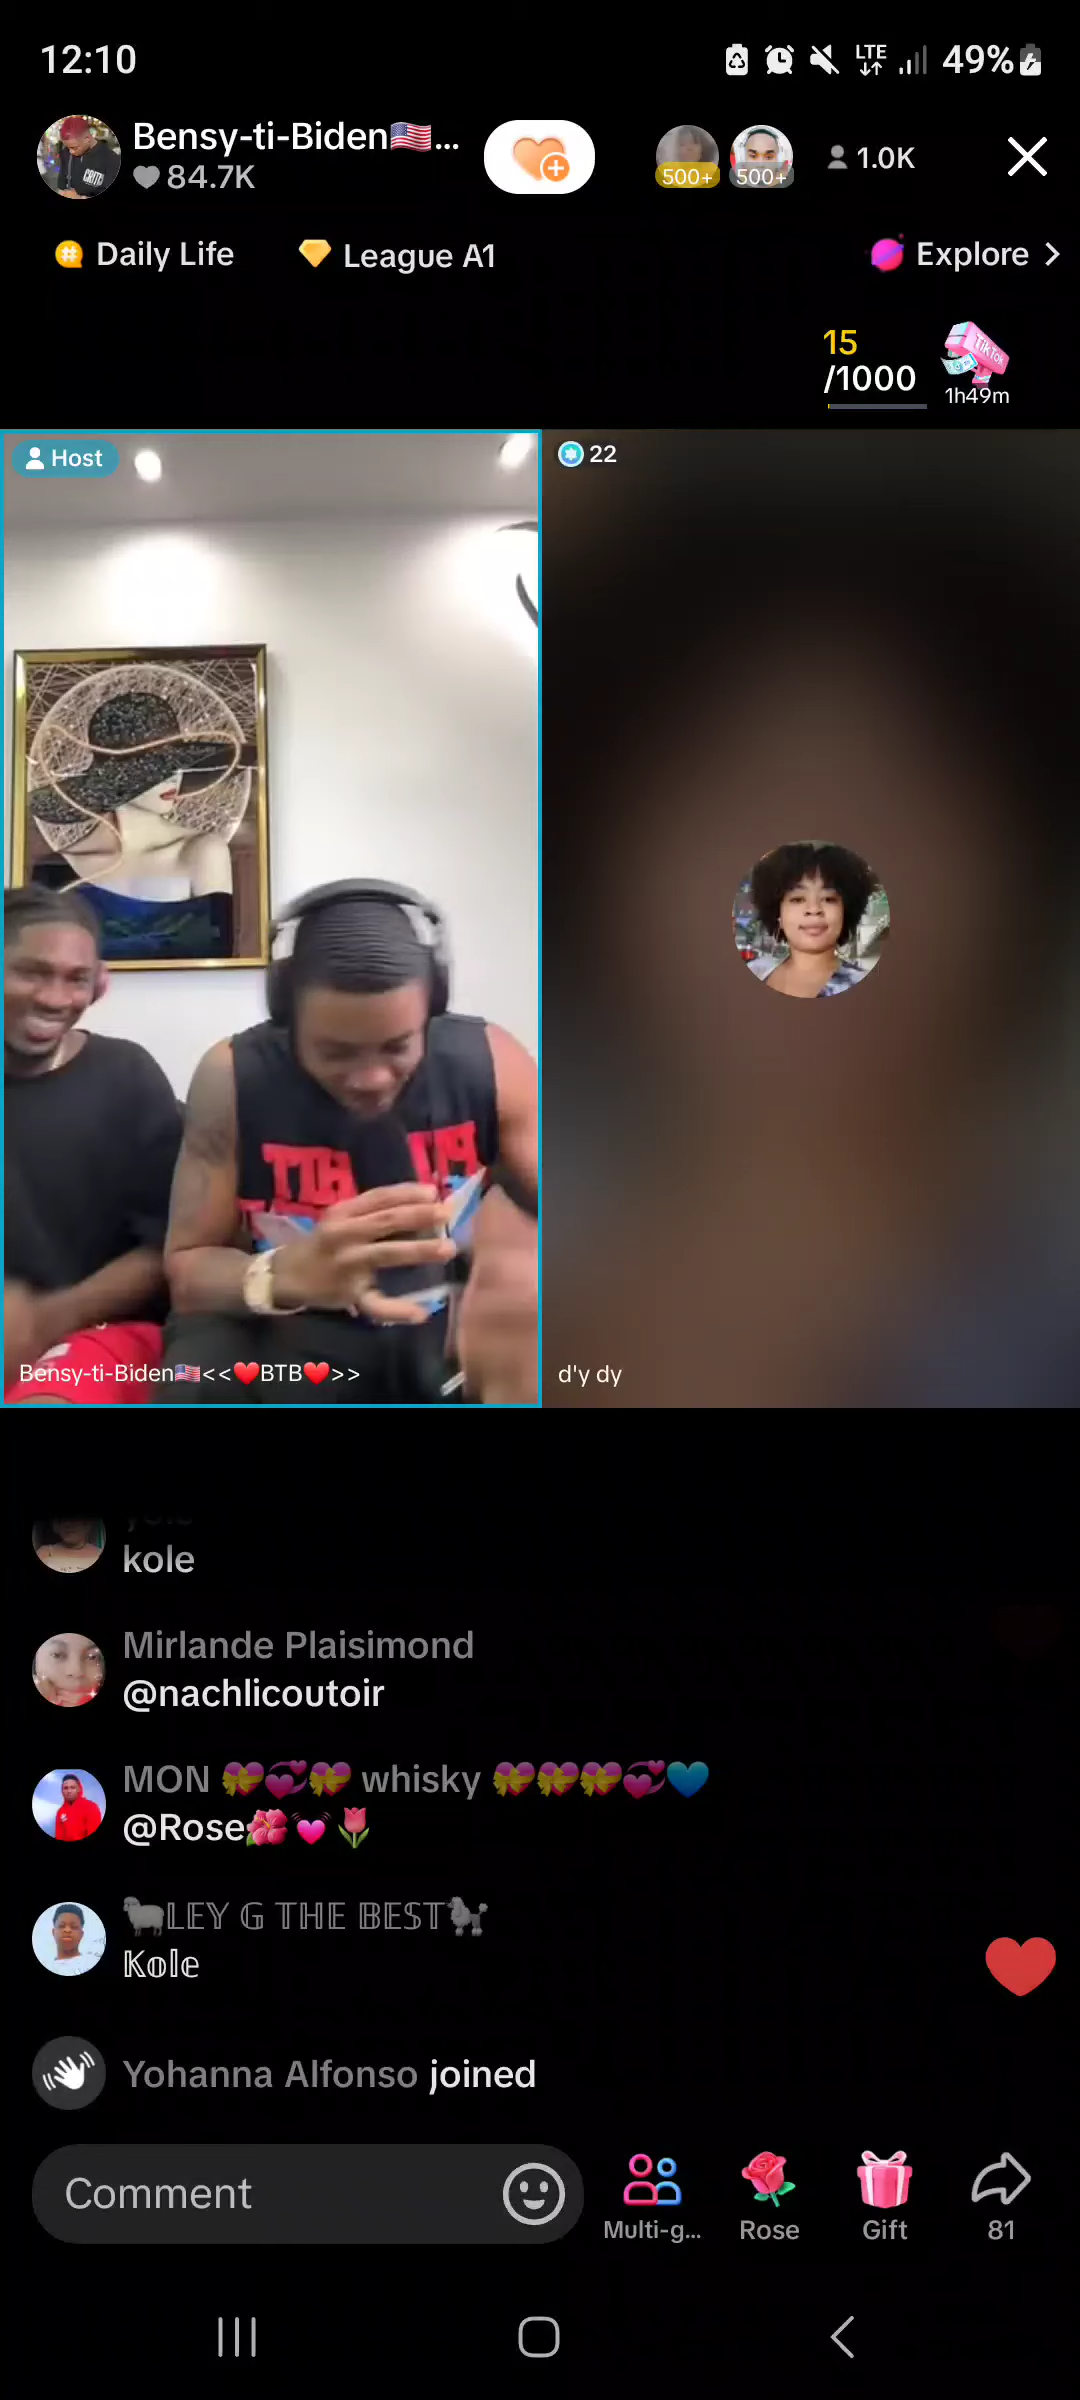 12:10
LTE
49%
Bensy-ti-Biden🇺🇸...
84.7K
500+
500+
1.0K
Daily Life
League A1
Explore
15
/1000
TikTok
1h49m
Host
22
Bensy-ti-Biden🇺🇸<<❤️BTB❤️>>
d'y dy
kole
Mirlande Plaisimond
@nachlicoutoir
MON 💝💞💝 whisky 💝💝💝💞💙
@Rose🌺💓🌷
🐑𝕃𝔼𝕐 𝔾 𝕋ℍ𝔼 𝔹𝔼𝕊𝕋🐩
𝕂𝕠𝕝𝕖
Yohanna Alfonso joined
Comment
Multi-g...
Rose
Gift
81